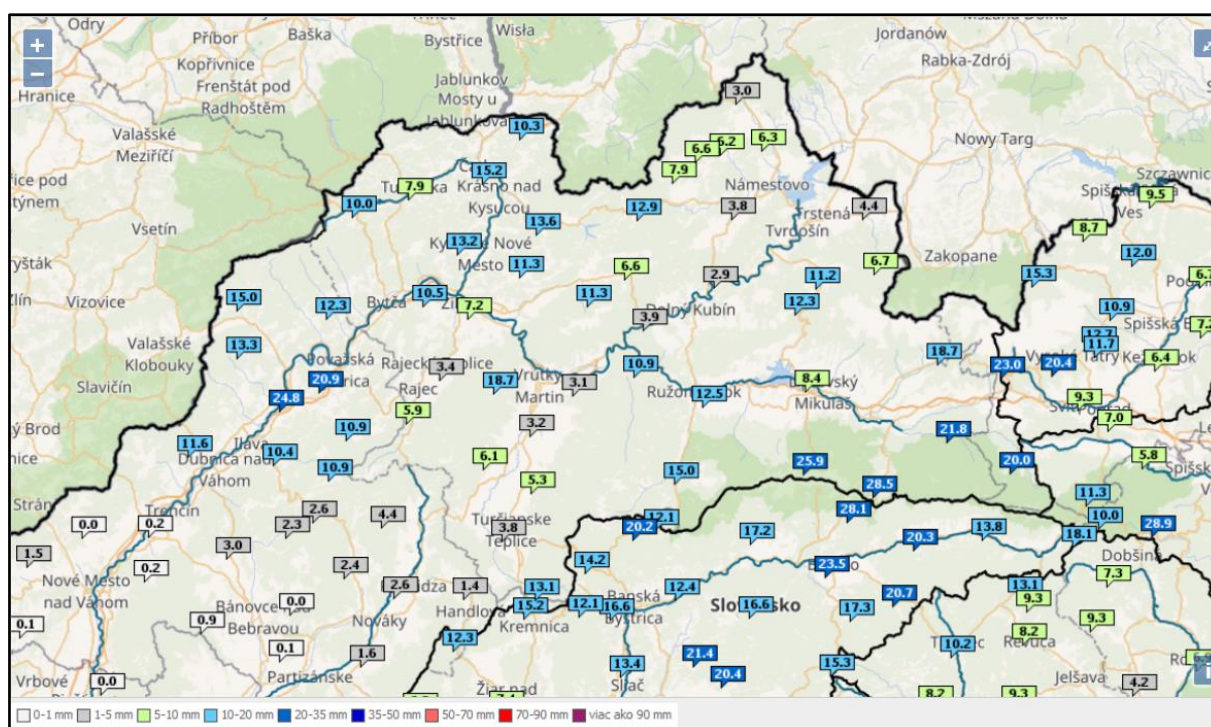 Odry
Příbor
Baška
Třinec
Bystřice
Wisła
Jordanów
Mszana Dolna
Rabka-Zdrój
+
−
Kopřivnice
Frenštát pod
Radhoštěm
Hranice
Jablunkov
Mosty u
Jablunkova
3.0
10.3
Valašské
Meziříčí
6.6
6.2
6.3
Nowy Targ
7.9
15.2
Krásno nad
Kysucou
7.9
Námestovo
Szczawnica
Spišská
Ves
9.5
10.0
12.9
3.8
4.4
Trstená
Tvrdošín
Vsetín
13.6
8.7
13.2
Nové
Mesto
12.0
11.3
6.6
6.7
Zakopane
15.3
6.7
2.9
11.2
Vizovice
15.0
12.3
Bytča
10.5
7.2
11.3
12.3
Dolný Kubín
3.9
10.9
Spišská
7.2
13.3
Valašské
Klobouky
12.7
11.7
Považská
Rajecké Teplice
3.4
Rajec
10.9
18.7
23.0
20.4
6.4
Slavičín
20.9
24.8
18.7
Vrútky
Martin
3.1
12.5
8.4
Mikuláš
9.3
7.0
5.9
3.2
21.8
11.6
10.9
10.4
Ilava
Dubnica nad
Váhom
10.9
6.1
5.3
15.0
25.9
20.0
5.8
28.5
11.3
Trenčín
0.0
0.2
2.6
2.3
4.4
Turčianske
Teplice
3.8
12.1
20.2
17.2
28.1
20.3
13.8
10.0
18.1
28.9
Dobšiná
1.5
3.0
0.2
2.4
14.2
23.5
7.3
Nové Mesto
nad Váhom
2.6
1.4
Handlová
13.1
12.4
Banská
Bystrica
13.1
20.7
0.0
15.2
Kremnica
12.1
16.6
16.6
Slovensko
17.3
9.3
0.1
0.9
Bánovce
Bebravou
Nováky
12.3
8.2
9.3
10.2
Revúca
0.1
1.6
13.4
Sliač
21.4
20.4
15.3
Jelšava
4.2
Vrbové
0.0
Partizánske
Žiar nad
8.2
9.3
0-1 mm 1-5 mm 5-10 mm 10-20 mm 20-35 mm 35-50 mm 50-70 mm 70-90 mm viac ako 90 mm